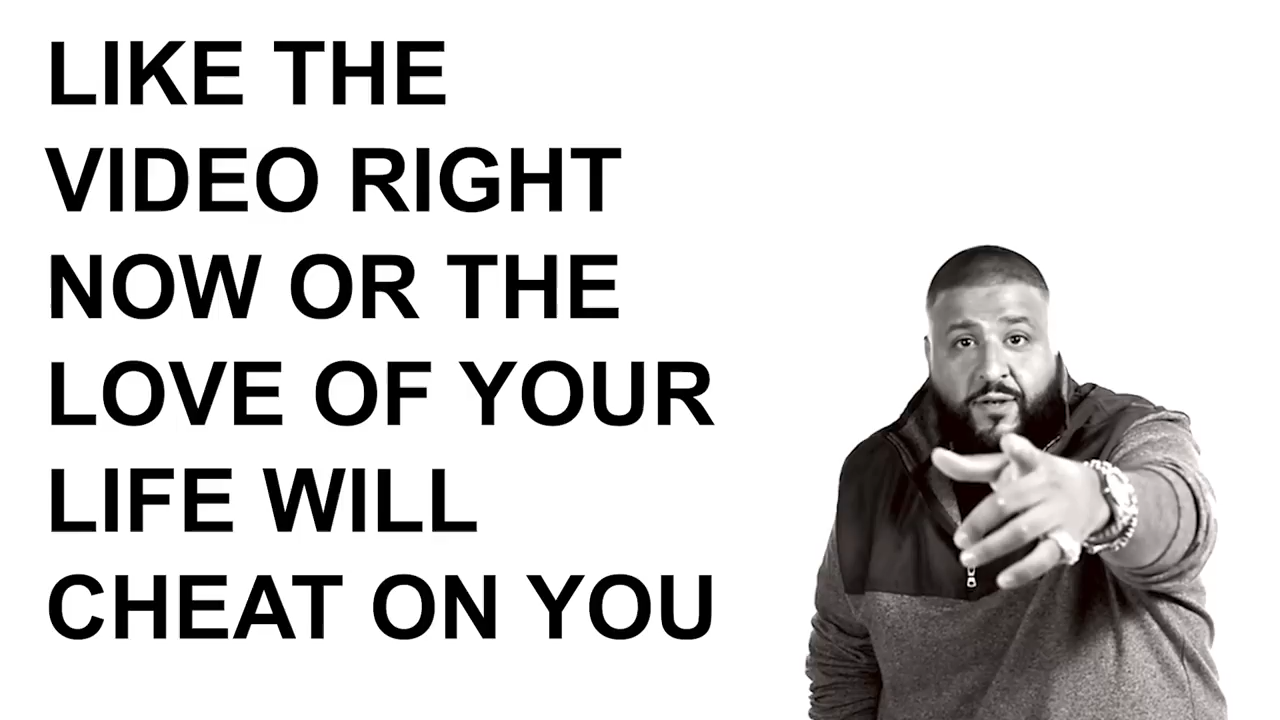 LIKE THE
VIDEO RIGHT
NOW OR THE
LOVE OF YOUR
LIFE WILL
CHEAT ON YOU